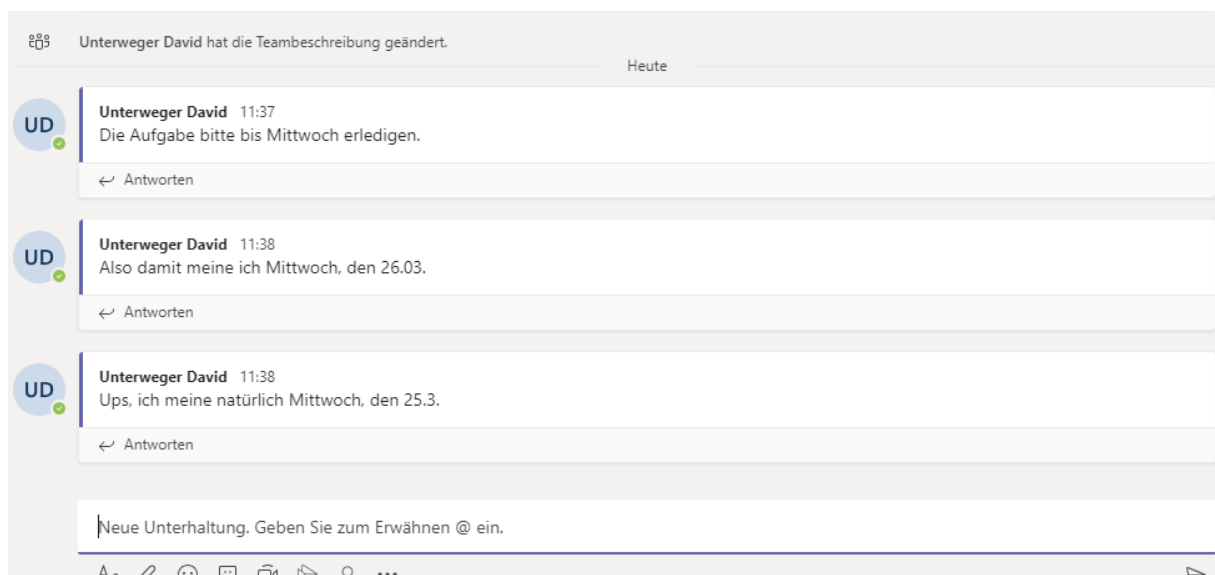 Unterweger David hat die Teambeschreibung geändert.
Heute
UD
Unterweger David 11:37
Die Aufgabe bitte bis Mittwoch erledigen.
Antworten
UD
Unterweger David 11:38
Also damit meine ich Mittwoch, den 26.03.
Antworten
UD
Unterweger David 11:38
Ups, ich meine natürlich Mittwoch, den 25.3.
Antworten
Neue Unterhaltung. Geben Sie zum Erwähnen @ ein.